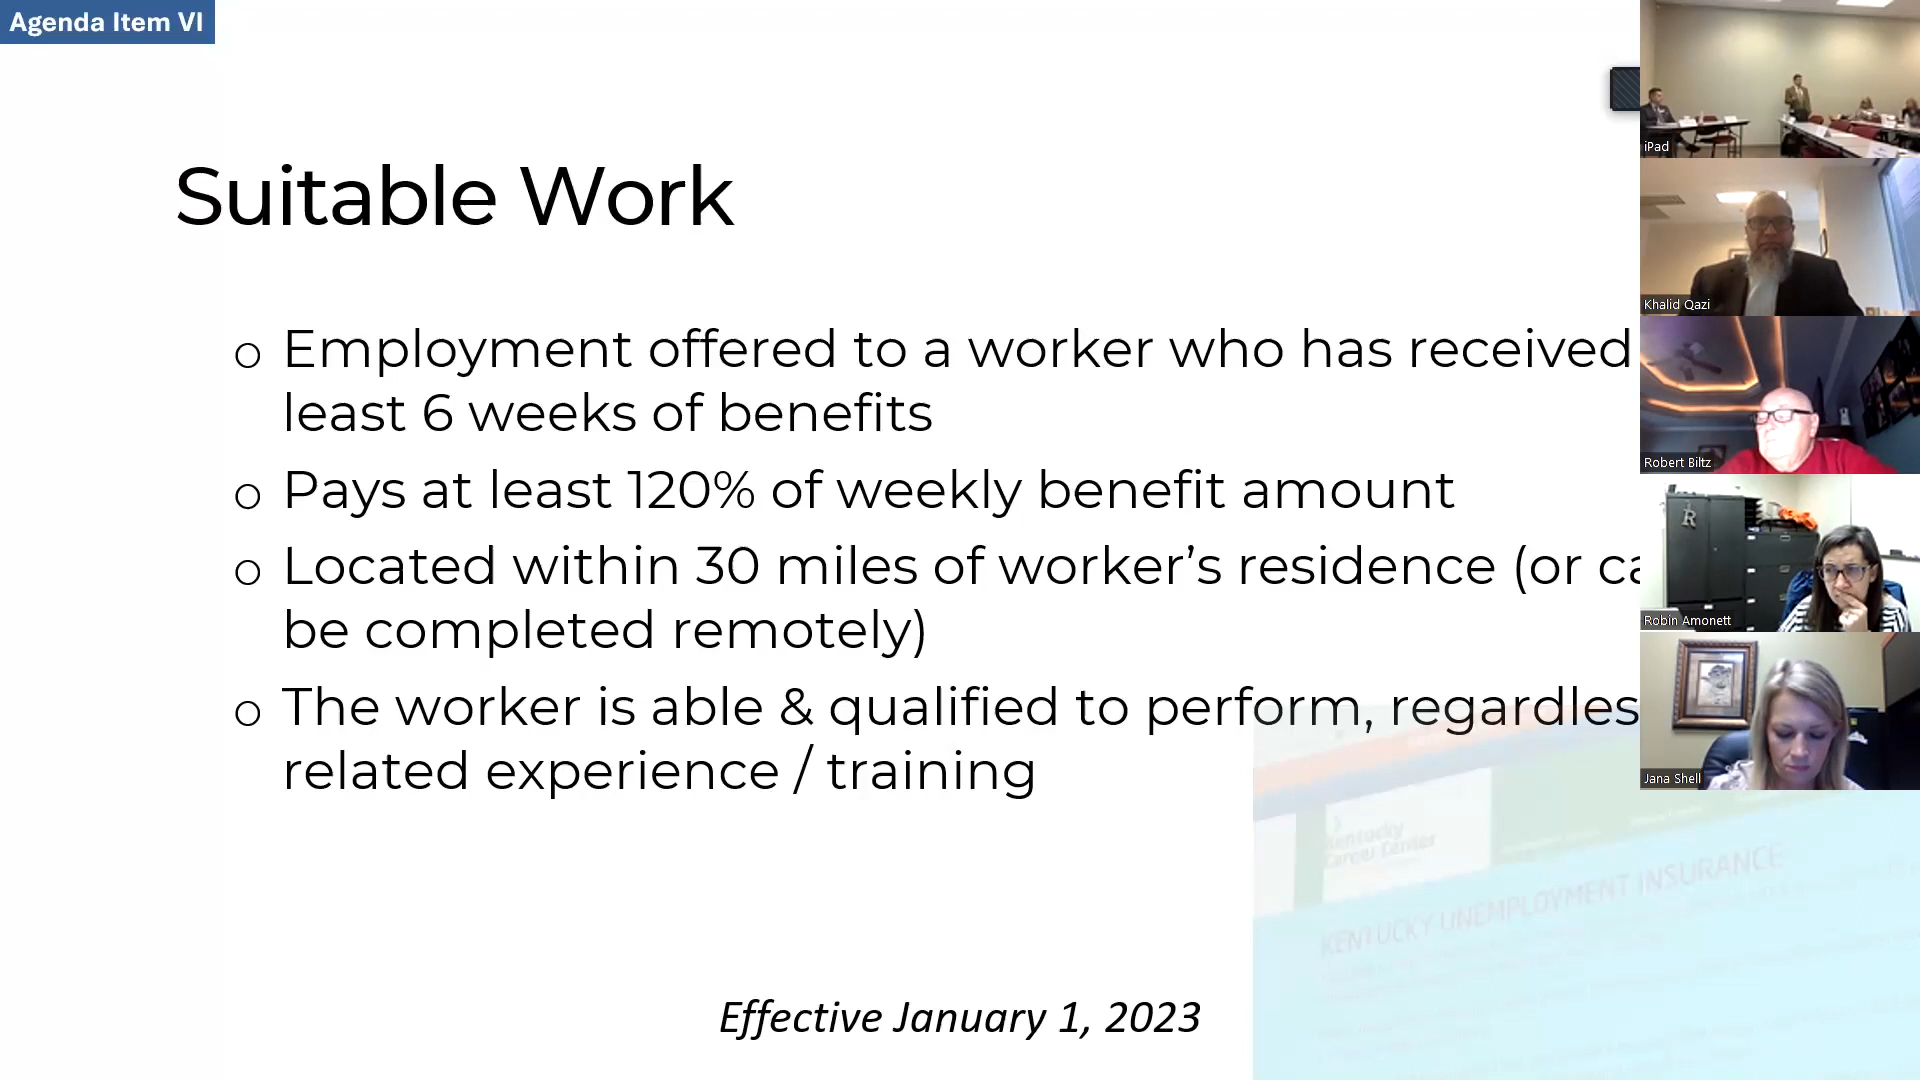 Agenda Item VI
Suitable Work
o Employment offered to a worker who has received
least 6 weeks of benefits
o Pays at least 120% of weekly benefit amount
o Located within 30 miles of worker's residence (or ca
be completed remotely)
o The worker is able & qualified to perform, regardles
related experience / training
Effective January 1, 2023
Kentucky
Career Center
KENTUCKY UNEMPLOYMENT INSURANCE
iPad
Khalid Qazi
Robert Biltz
R
Robin Amonett
Jana Shell